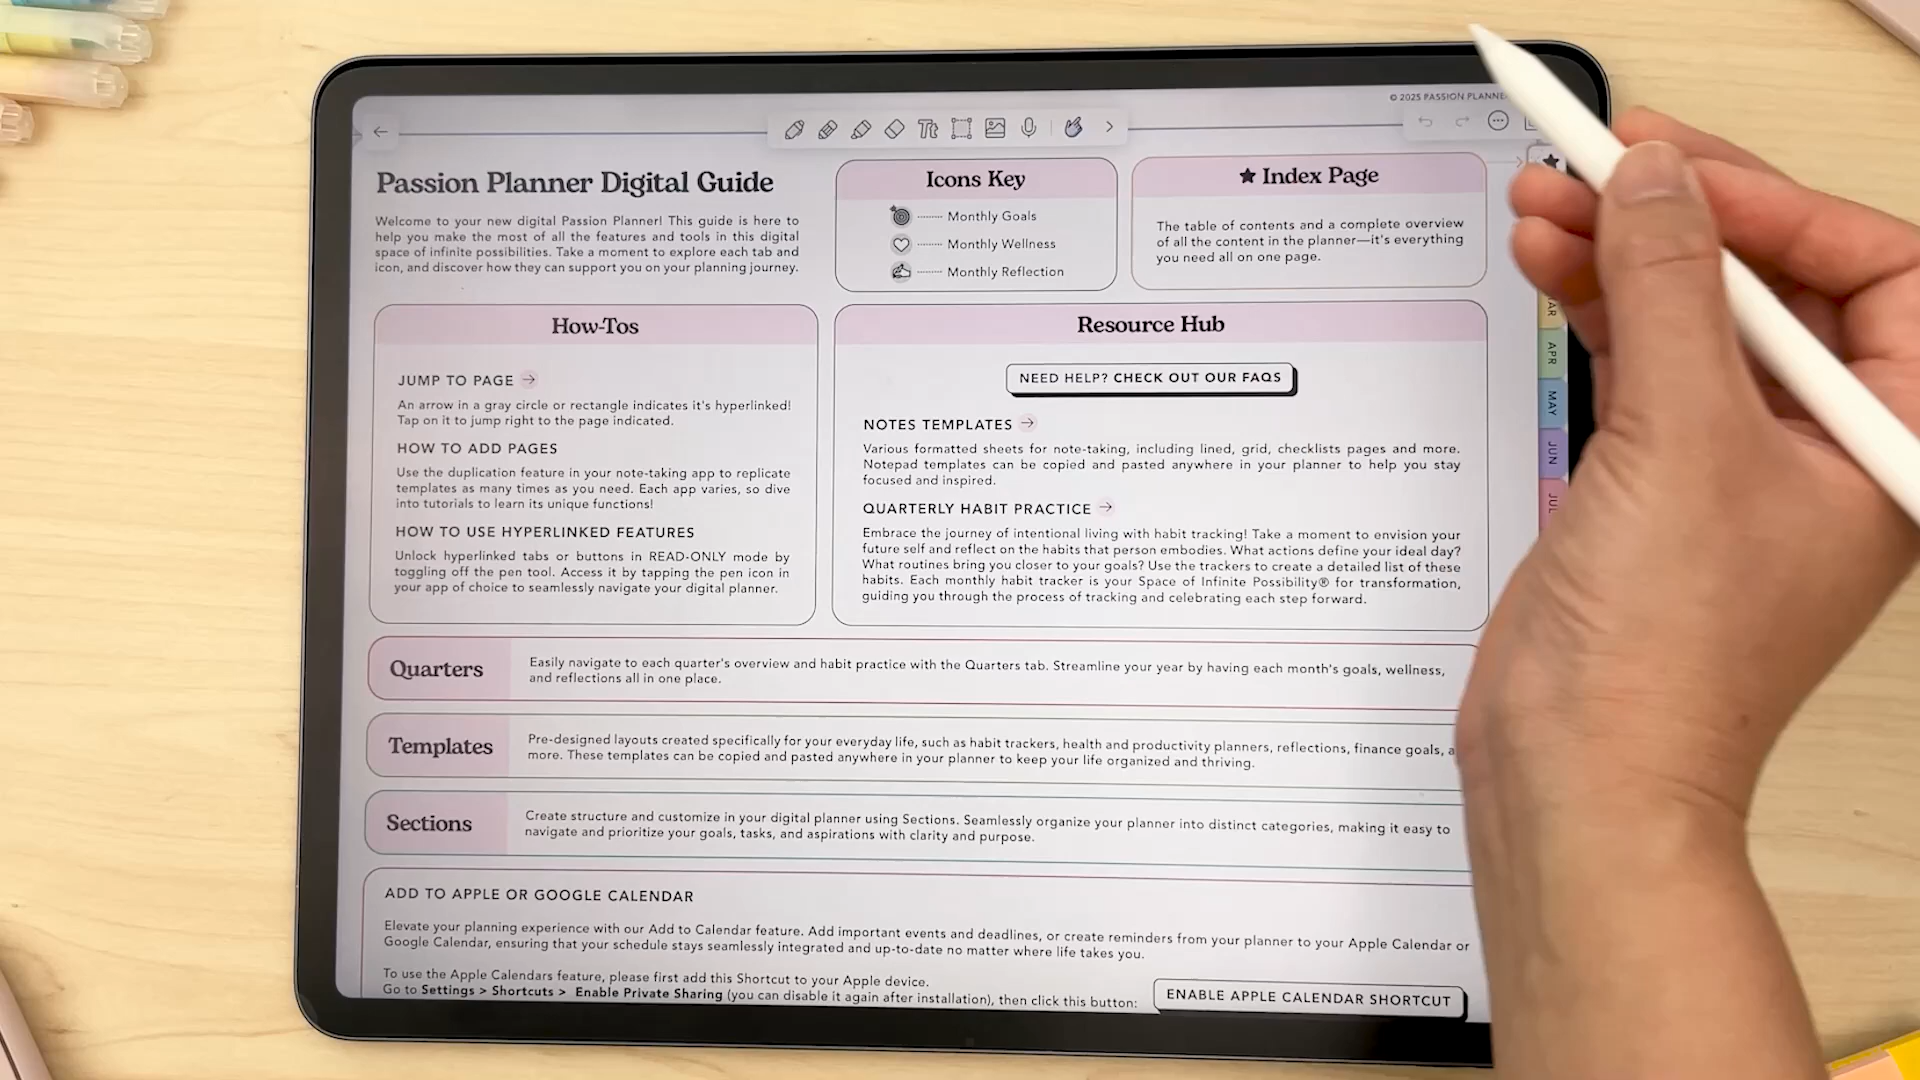 © 2025 PASSION
Passion Planner Digital Guide
Welcome to your new digital Passion Planner! This guide is here to
help you make the most of all the features and tools in this digital
space of infinite possibilities. Take a moment to explore each tab and
icon, and discover how they can support you on your planning journey.
Icons Key
Monthly Goals
Monthly Wellness
Monthly Reflection
Index Page
The table of contents and a complete overview
of all the content in the planner—it's everything
you need all on one page.
How-Tos
JUMP TO PAGE →
An arrow in a gray circle or rectangle indicates it's hyperlinked!
Tap on it to jump right to the page indicated.
HOW TO ADD PAGES
Use the duplication feature in your note-taking app to replicate
templates as many times as you need. Each app varies, so dive
into tutorials to learn its unique functions!
HOW TO USE HYPERLINKED FEATURES
Unlock hyperlinked tabs or buttons in READ-ONLY mode by
toggling off the pen tool. Access it by tapping the pen icon in
your app of choice to seamlessly navigate your digital planner.
Resource Hub
NEED HELP? CHECK OUT OUR FAQS
NOTES TEMPLATES →
Various formatted sheets for note-taking, including lined, grid, checklists pages and more.
Notepad templates can be copied and pasted anywhere in your planner to help you stay
focused and inspired.
QUARTERLY HABIT PRACTICE →
Embrace the journey of intentional living with habit tracking! Take a moment to envision your
future self and reflect on the habits that person embodies. What actions define your ideal day?
What routines bring you closer to your goals? Use the trackers to create a detailed list of these
habits. Each monthly habit tracker is your Space of Infinite Possibility® for transformation,
guiding you through the process of tracking and celebrating each step forward.
Quarters
Easily navigate to each quarter's overview and habit practice with the Quarters tab. Streamline your year by having each month's goals, wellness,
and reflections all in one place.
Templates
Pre-designed layouts created specifically for your everyday life, such as habit trackers, health and productivity planners, reflections, finance goals,
more. These templates can be copied and pasted anywhere in your planner to keep your life organized and thriving.
Sections
Create structure and customize in your digital planner using Sections. Seamlessly organize your planner into distinct categories, making it easy to
navigate and prioritize your goals, tasks, and aspirations with clarity and purpose.
ADD TO APPLE OR GOOGLE CALENDAR
Elevate your planning experience with our Add to Calendar feature. Add important events and deadlines, or create reminders from your planner to your Apple Calendar or
Google Calendar, ensuring that your schedule stays seamlessly integrated and up-to-date no matter where life takes you.
To use the Apple Calendars feature, please first add this Shortcut to your Apple device.
Go to Settings > Shortcuts > Enable Private Sharing (you can disable it again after installation), then click this button:
ENABLE APPLE CALENDAR SHORTCUT
APR
MAY
JUN